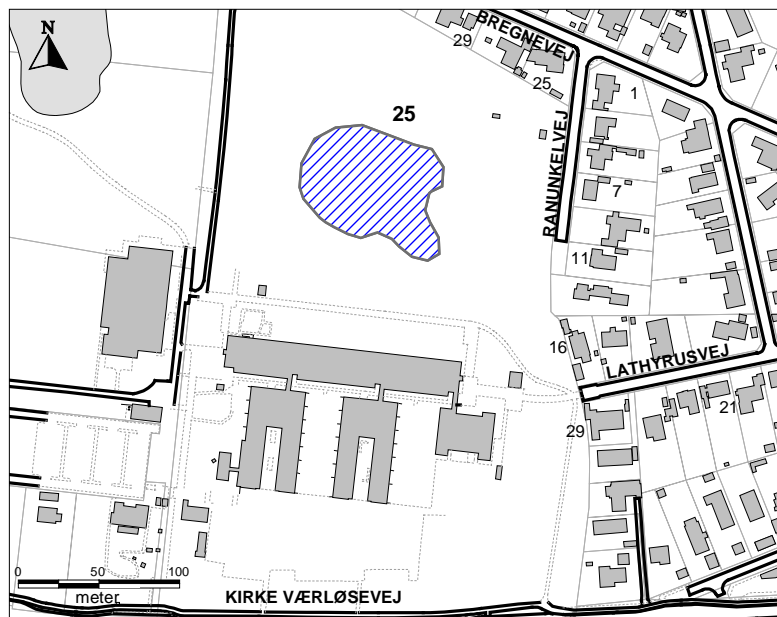 N
BREGNEVEJ
29
25
25
1
RANUNKELVEJ
7
11
16
LATHYRUSVEJ
21
29
0 50 100
meter
KIRKE VÆRLØSEVEJ